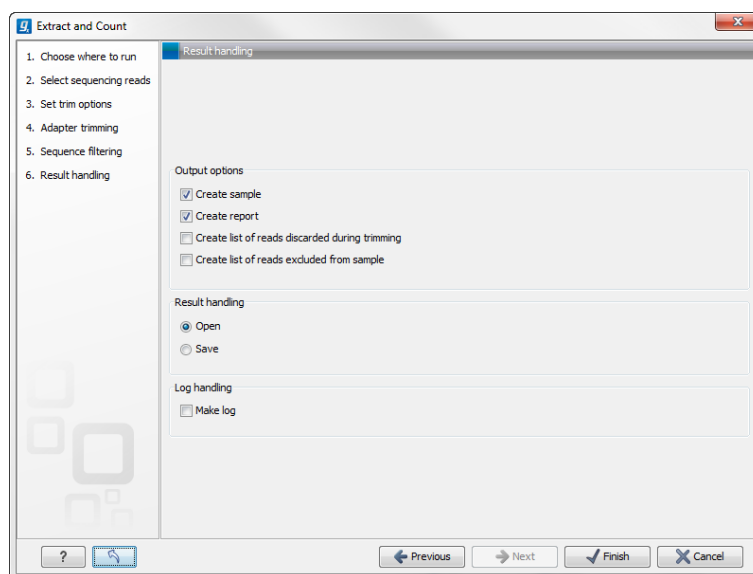 Extract and Count
1. Choose where to run
2. Select sequencing reads
3. Set trim options
4. Adapter trimming
5. Sequence filtering
6. Result handling
Result handling
Output options
Create sample
Create report
Create list of reads discarded during trimming
Create list of reads excluded from sample
Result handling
Open
Save
Log handling
Make log
?
Previous
Next
Finish
Cancel